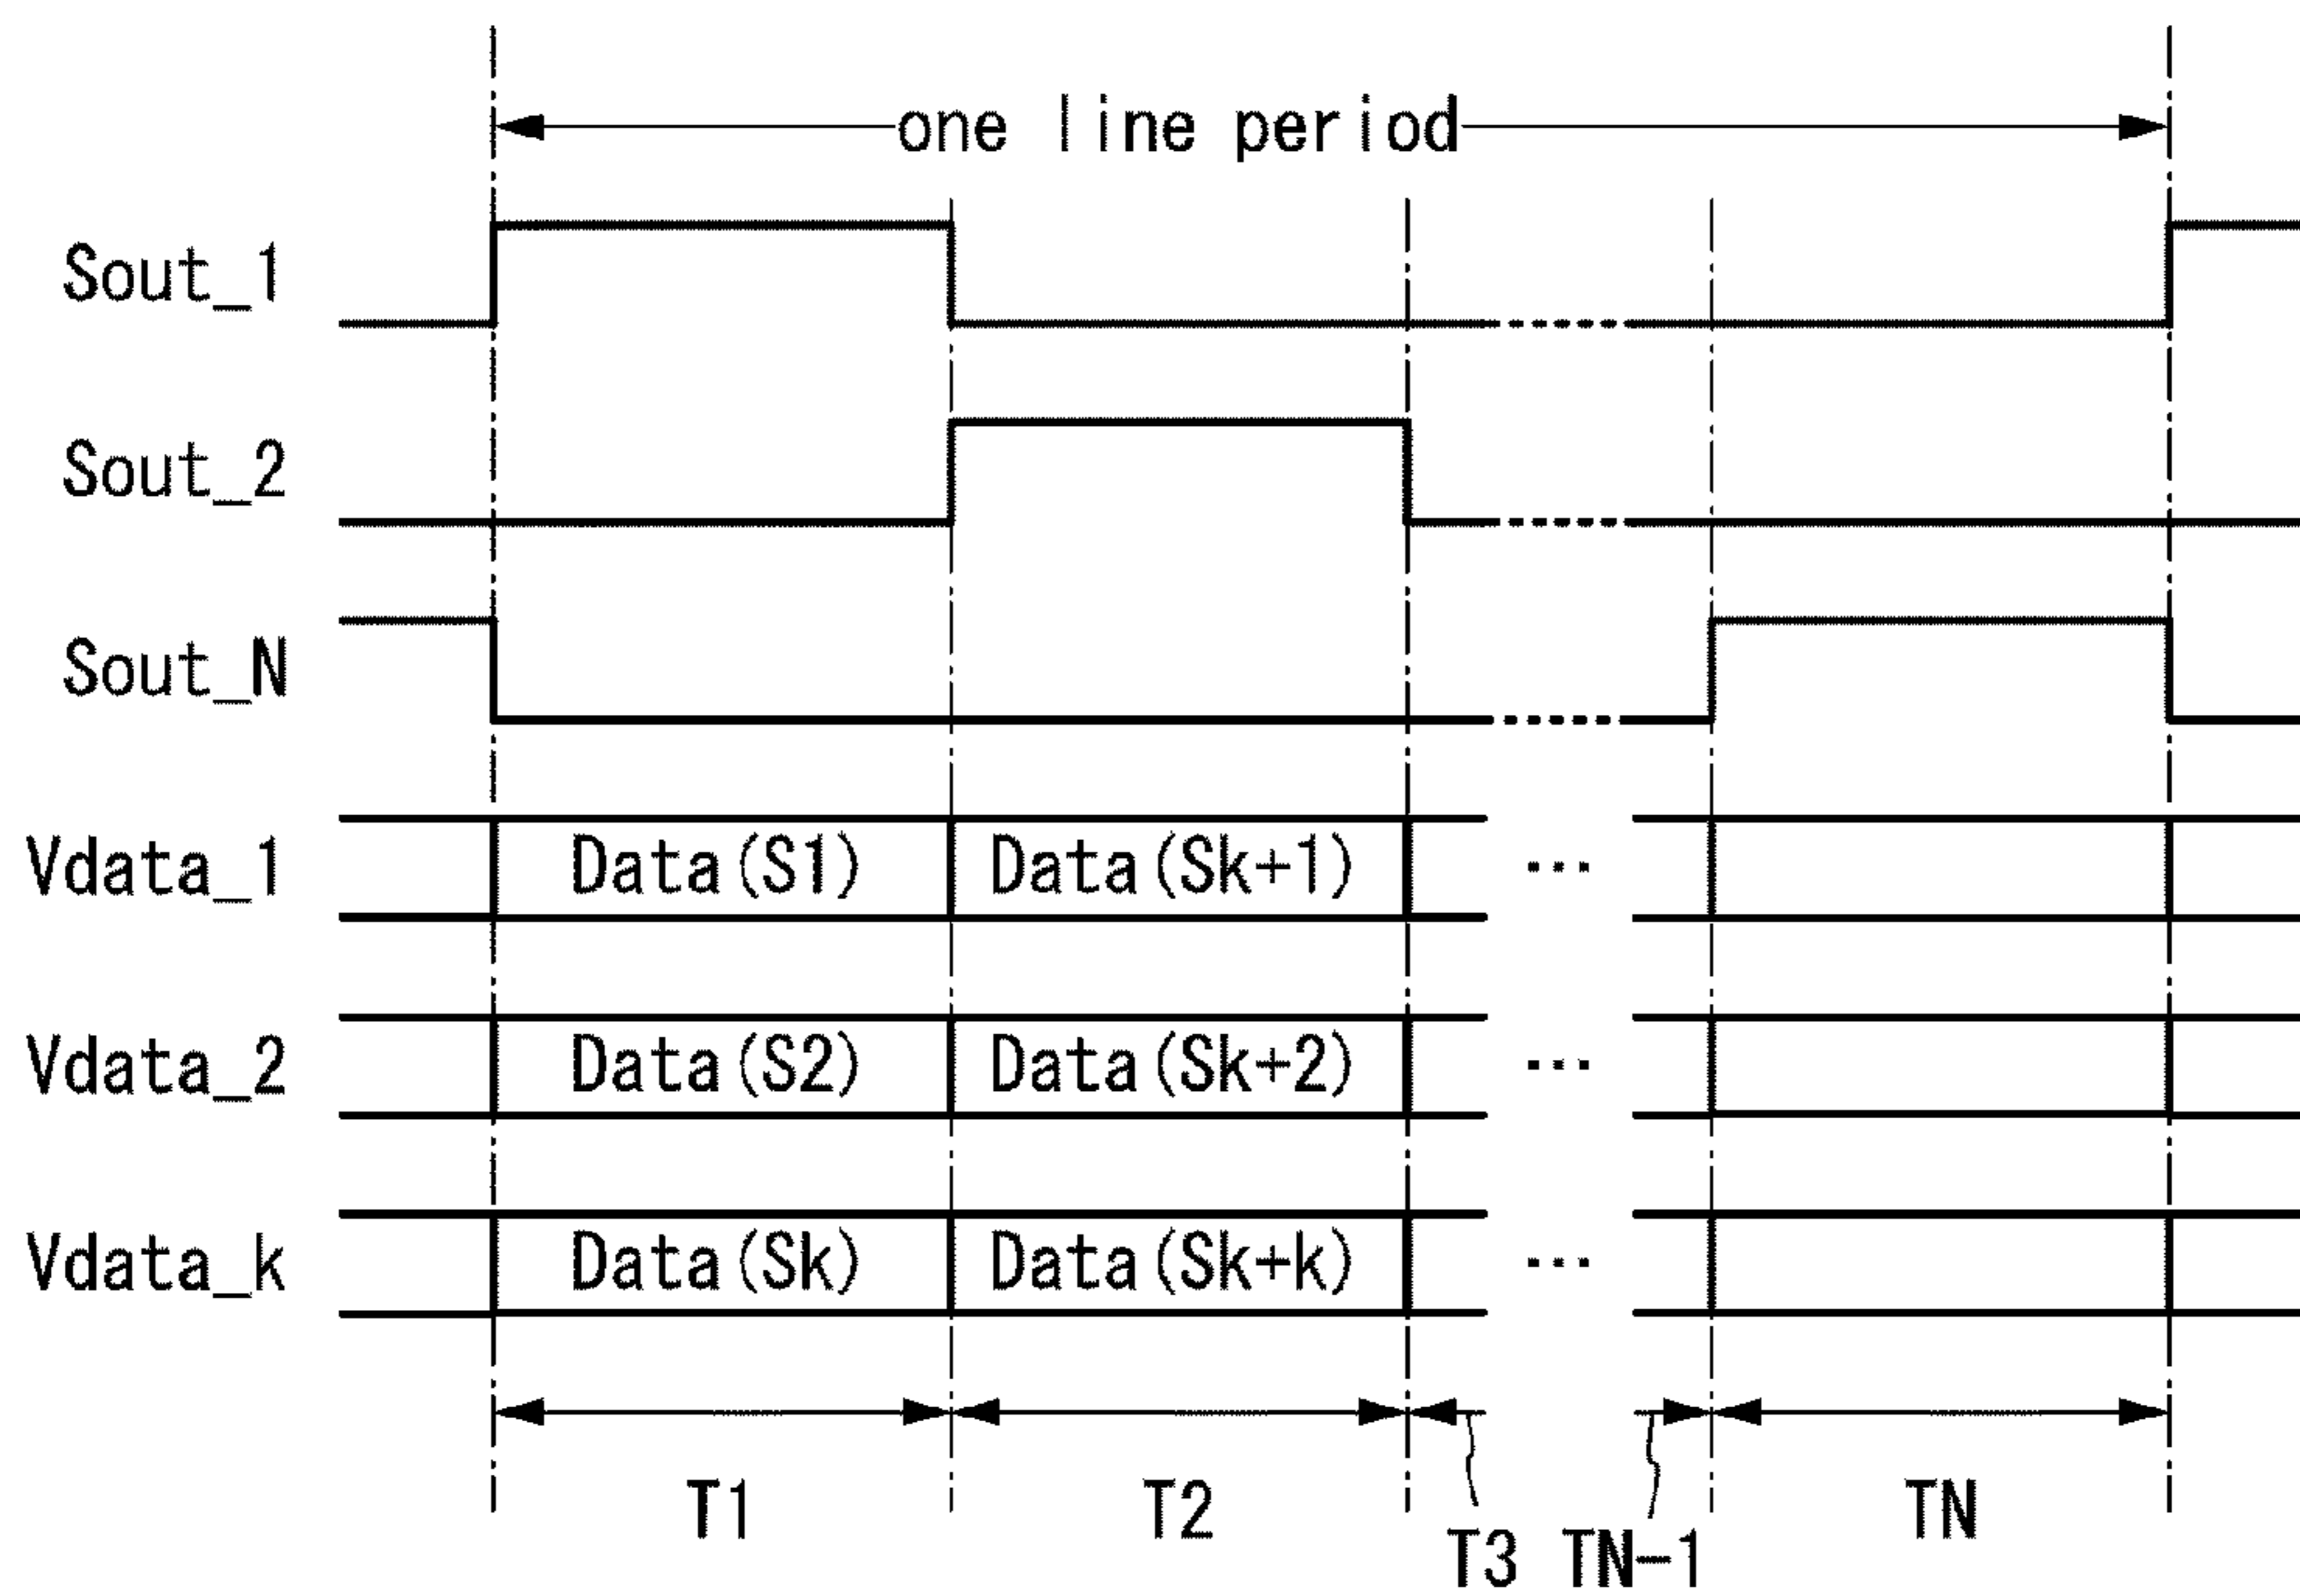 one line period
Sout_1
Sout_2
Sout_N
Vdata_1 Data(S1) Data(Sk+1) ...
Vdata_2 Data(S2) Data(Sk+2) ...
Vdata_k Data(Sk) Data(Sk+k) ...
T1 T2 TN
T3 TN-1